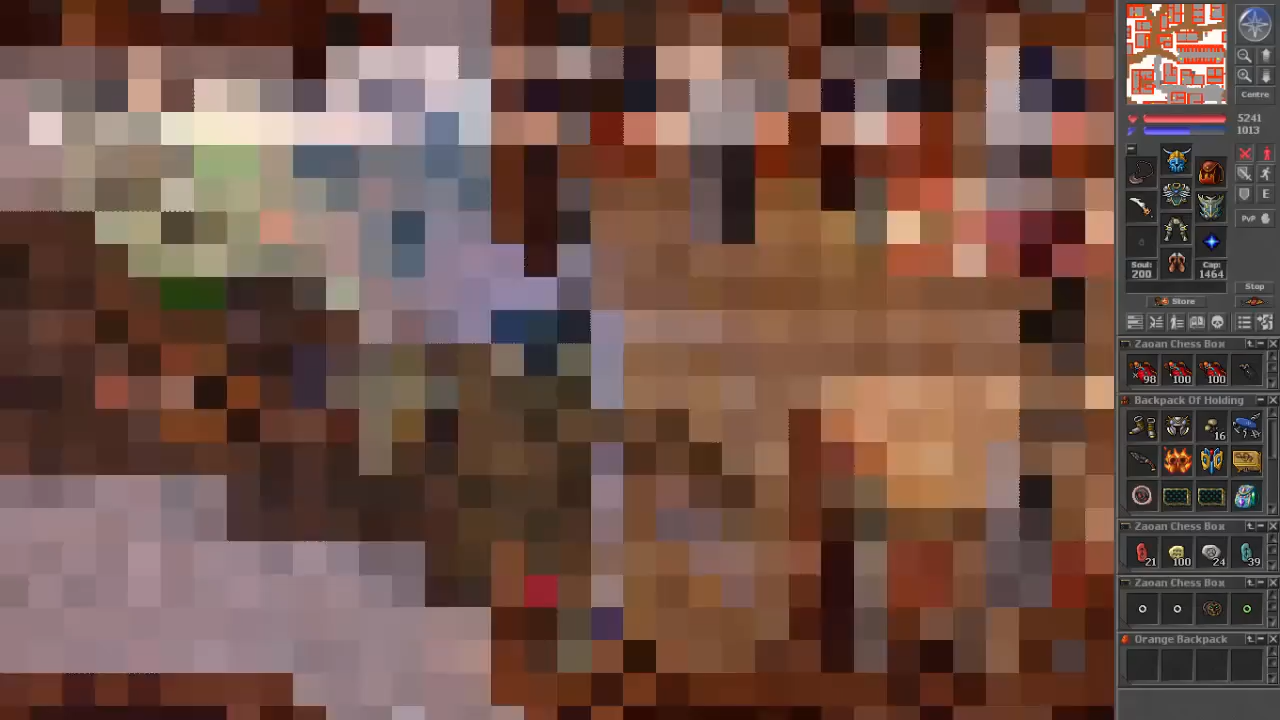 Centre
5241
1013
E
PvP
Soul:
200
Cap:
1464
Stop
Store
Zaoan Chess Box
98
100
100
Backpack Of Holding
16
Zaoan Chess Box
21
100
24
39
Zaoan Chess Box
Orange Backpack